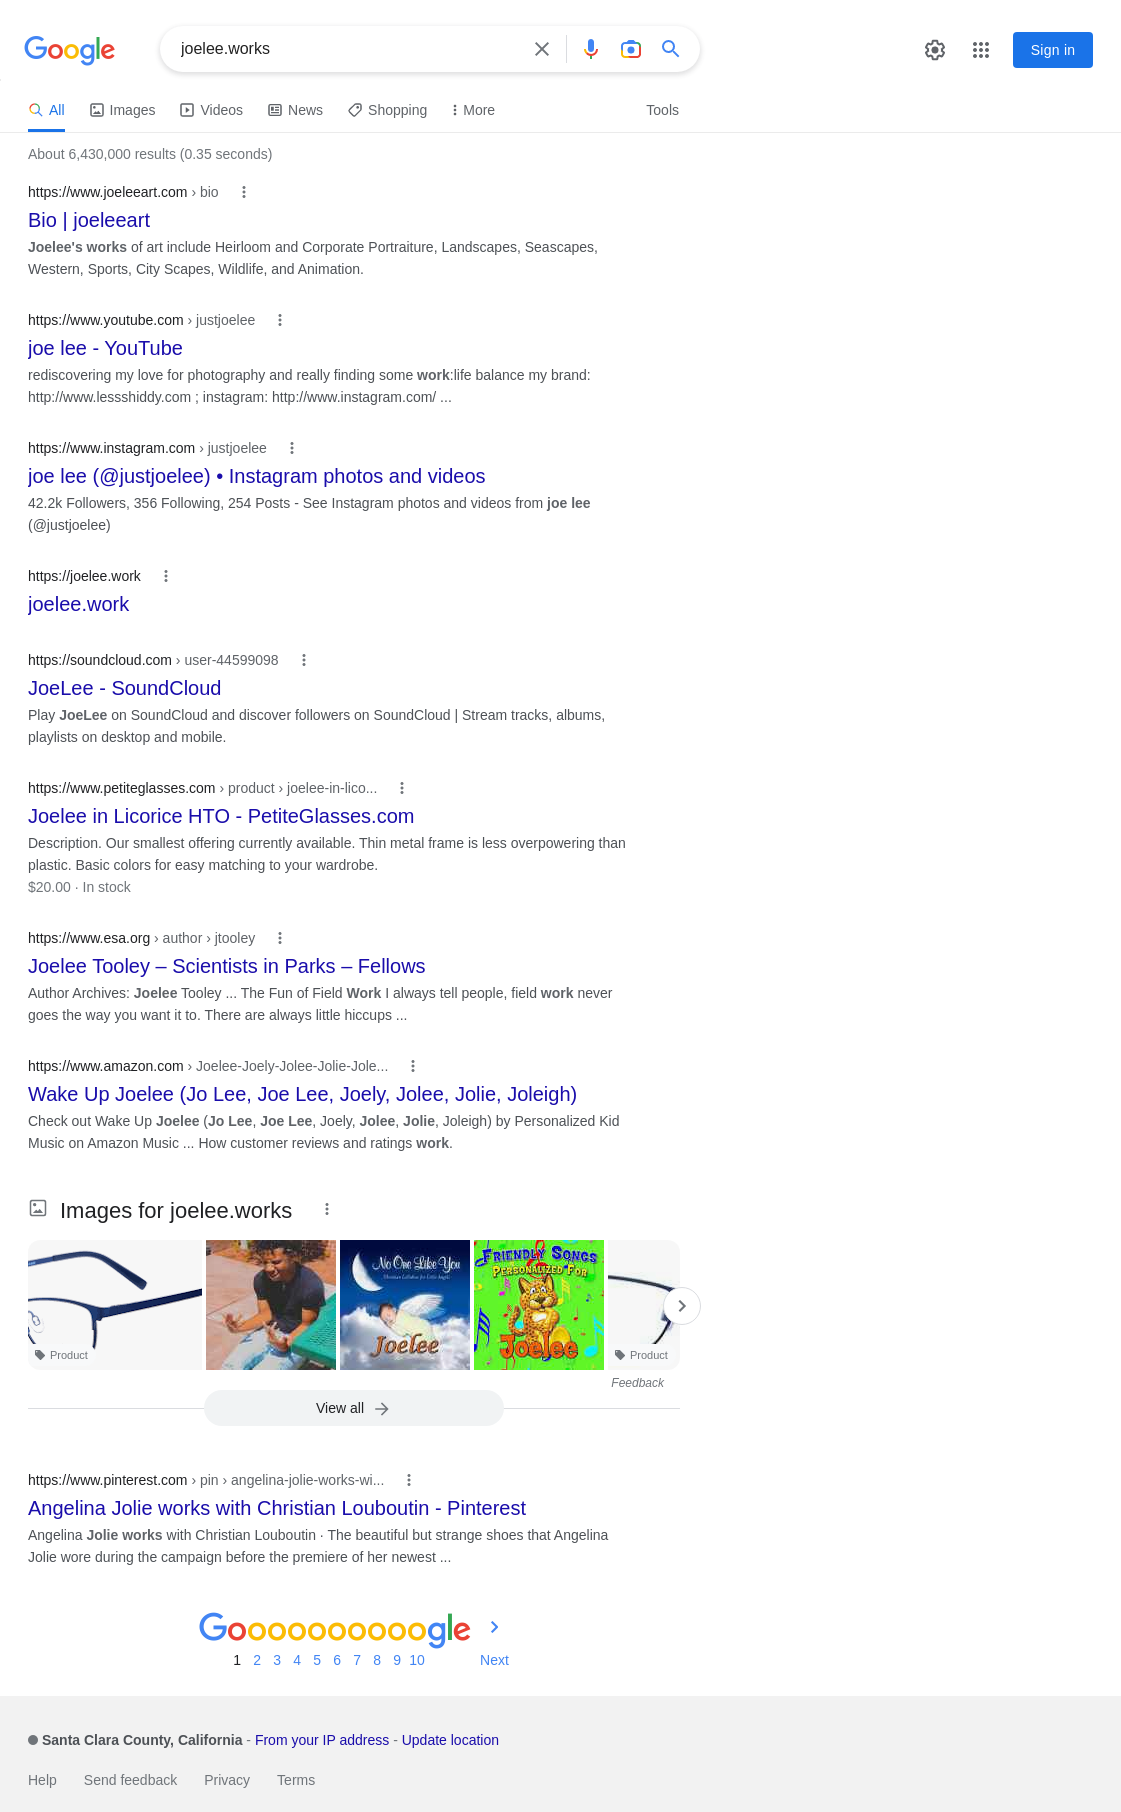 Google
joelee.works
Sign in
All Images Videos News Shopping More Tools
About 6,430,000 results (0.35 seconds)
https://www.joeleeart.com › bio
Bio | joeleeart
Joelee's works of art include Heirloom and Corporate Portraiture, Landscapes, Seascapes,
Western, Sports, City Scapes, Wildlife, and Animation.
https://www.youtube.com › justjoelee
joe lee - YouTube
rediscovering my love for photography and really finding some work:life balance my brand:
http://www.lessshiddy.com ; instagram: http://www.instagram.com/ ...
https://www.instagram.com › justjoelee
joe lee (@justjoelee) • Instagram photos and videos
42.2k Followers, 356 Following, 254 Posts - See Instagram photos and videos from joe lee
(@justjoelee)
https://joelee.work
joelee.work
https://soundcloud.com › user-44599098
JoeLee - SoundCloud
Play JoeLee on SoundCloud and discover followers on SoundCloud | Stream tracks, albums,
playlists on desktop and mobile.
https://www.petiteglasses.com › product › joelee-in-lico...
Joelee in Licorice HTO - PetiteGlasses.com
Description. Our smallest offering currently available. Thin metal frame is less overpowering than
plastic. Basic colors for easy matching to your wardrobe.
$20.00 · In stock
https://www.esa.org › author › jtooley
Joelee Tooley – Scientists in Parks – Fellows
Author Archives: Joelee Tooley ... The Fun of Field Work I always tell people, field work never
goes the way you want it to. There are always little hiccups ...
https://www.amazon.com › Joelee-Joely-Jolee-Jolie-Jole...
Wake Up Joelee (Jo Lee, Joe Lee, Joely, Jolee, Jolie, Joleigh)
Check out Wake Up Joelee (Jo Lee, Joe Lee, Joely, Jolee, Jolie, Joleigh) by Personalized Kid
Music on Amazon Music ... How customer reviews and ratings work.
Images for joelee.works
No One Like You
Christian Lullabies for Little Angels
Joelee
FRIENDLY SONGS
PERSONALIZED FOR
Joelee
Product
Product
Feedback
View all
https://www.pinterest.com › pin › angelina-jolie-works-wi...
Angelina Jolie works with Christian Louboutin - Pinterest
Angelina Jolie works with Christian Louboutin · The beautiful but strange shoes that Angelina
Jolie wore during the campaign before the premiere of her newest ...
Goooooooooogle
1 2 3 4 5 6 7 8 9 10 Next
Santa Clara County, California - From your IP address - Update location
Help Send feedback Privacy Terms